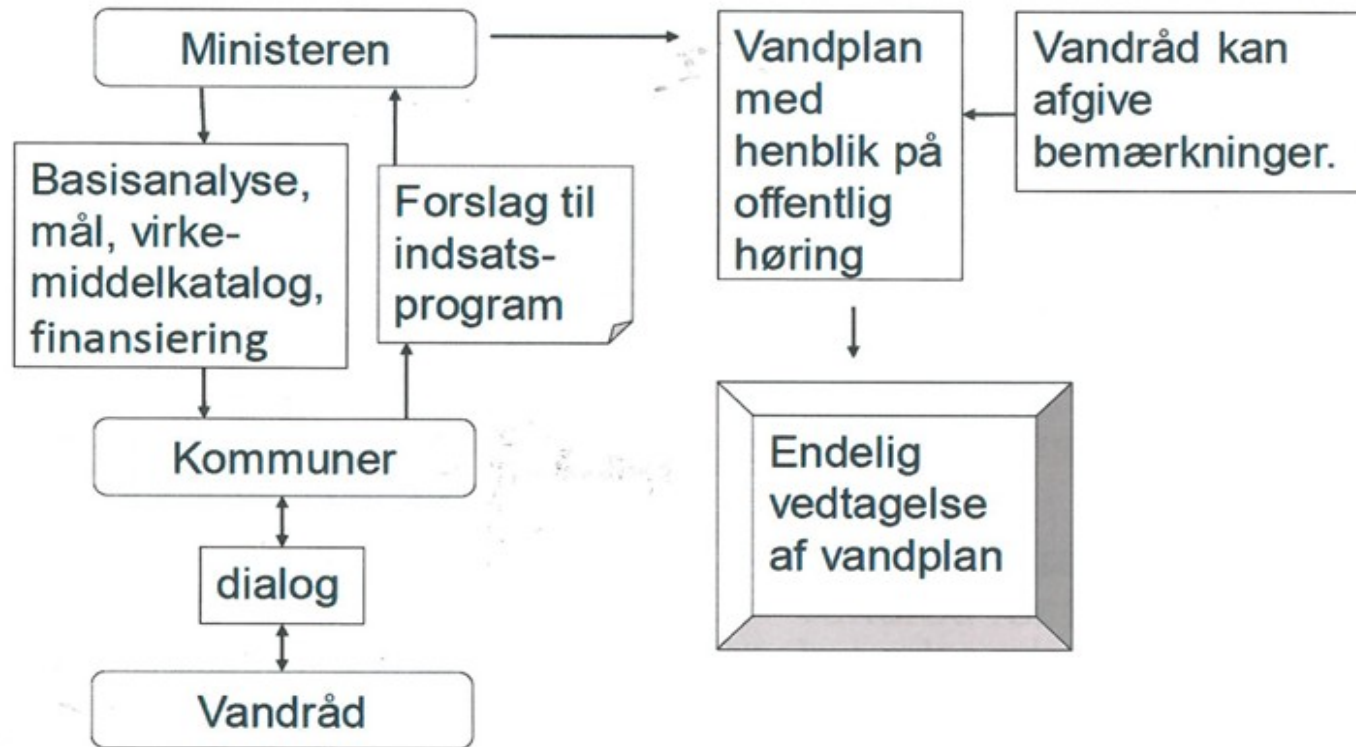 Ministeren
Basisanalyse,
mål, virke-
middelkatalog,
finansiering
Forslag til
indsats-
program
Kommuner
dialog
Vandråd
Vandplan
med
henblik på
offentlig
høring
Vandråd kan
afgive
bemærkninger.
Endelig
vedtagelse
af vandplan